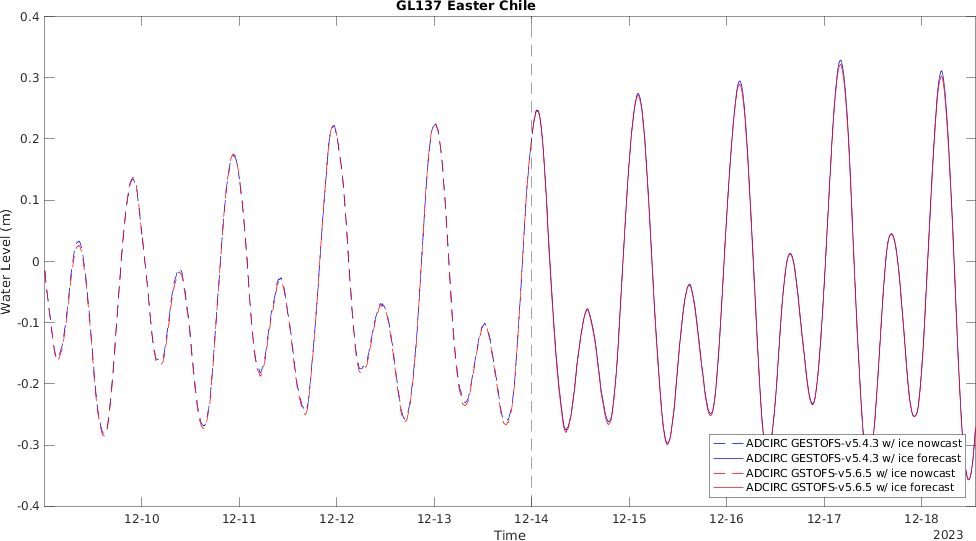 GL137 Easter Chile
0.4
0.3
0.2
0.1
0
-0.1
-0.2
-0.3
-0.4
Water Level (m)
ADCIRC GESTOFS-v5.4.3 w/ ice nowcast
ADCIRC GESTOFS-v5.4.3 w/ ice forecast
ADCIRC GSTOFS-v5.6.5 w/ ice nowcast
ADCIRC GSTOFS-v5.6.5 w/ ice forecast
12-10 12-11 12-12 12-13 12-14 12-15 12-16 12-17 12-18
Time
2023